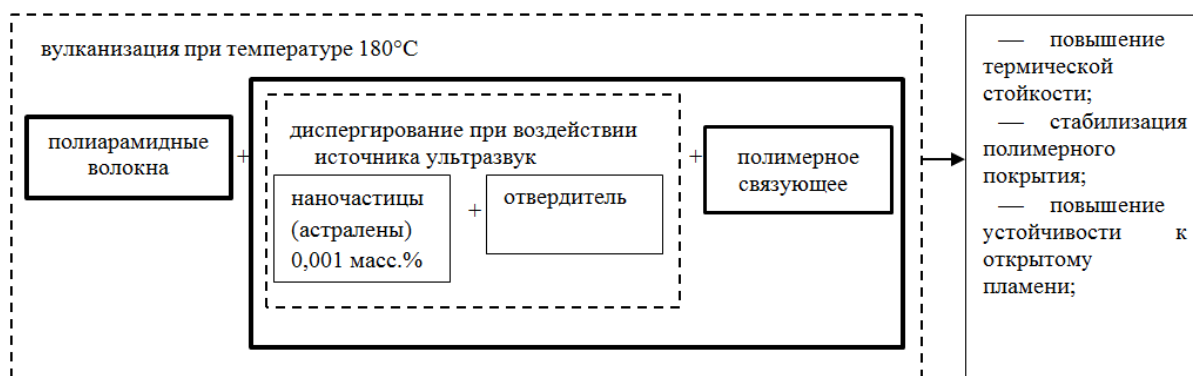 вулканизация при температуре 180°С
полиарамидные
волокна
+
диспергирование при воздействии
источника ультразвук
наночастицы
(астралены)
0,001 масс.%
+
отвердитель
+
полимерное
связующее
— повышение
термической
стойкости;
— стабилизация
полимерного
покрытия;
— повышение
устойчивости к
открытому
пламени;